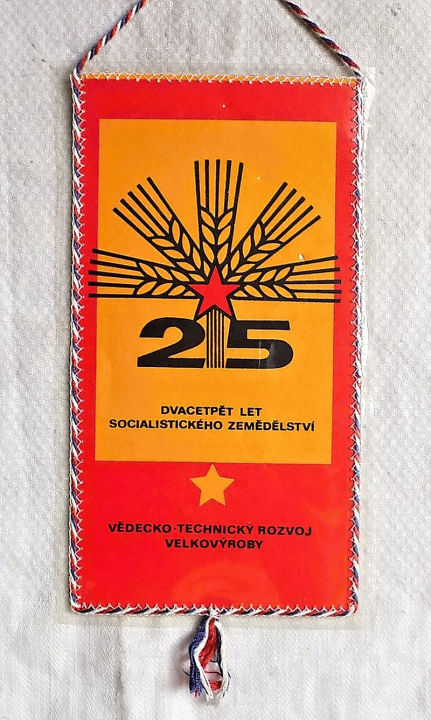 25
DVACETPĚT LET
SOCIALISTICKÉHO ZEMĚDĚLSTVÍ
VĚDECKO-TECHNICKÝ ROZVOJ
VELKOVÝROBY